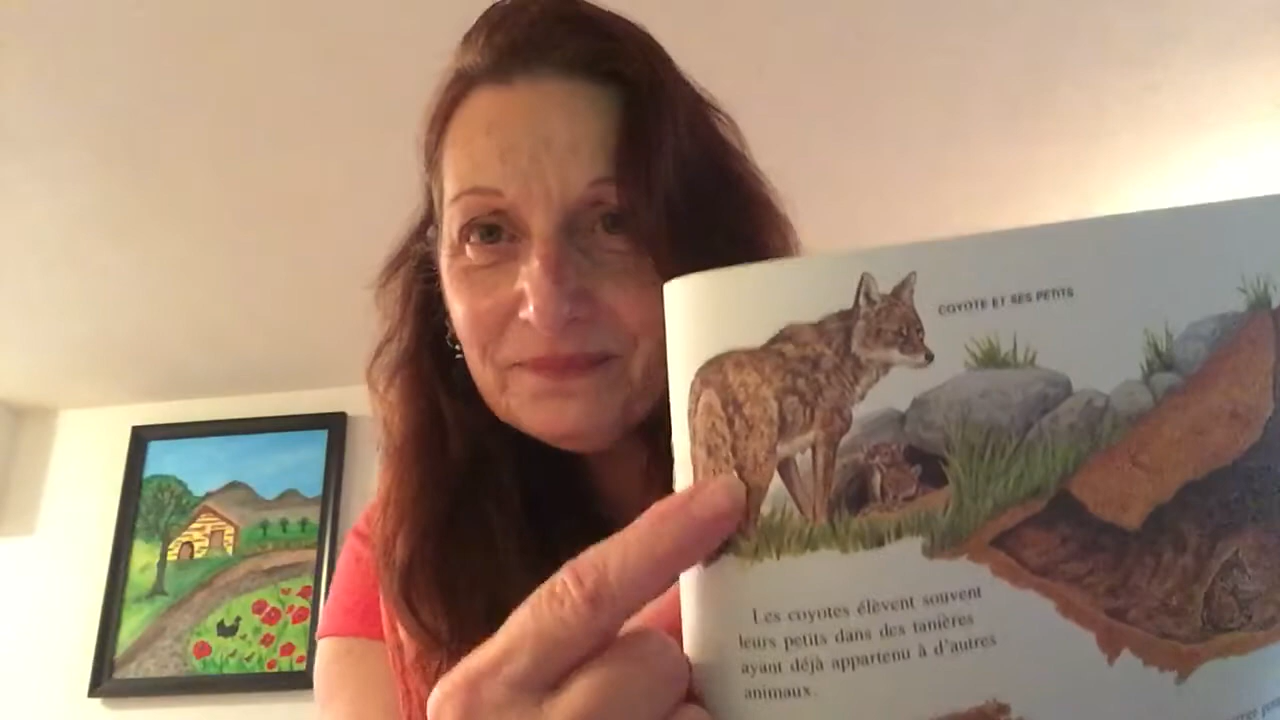 COYOTE ET SES PETITS
Les coyotes élèvent souvent
leurs petits dans des tanières
ayant déjà appartenu à d'autres
animaux.